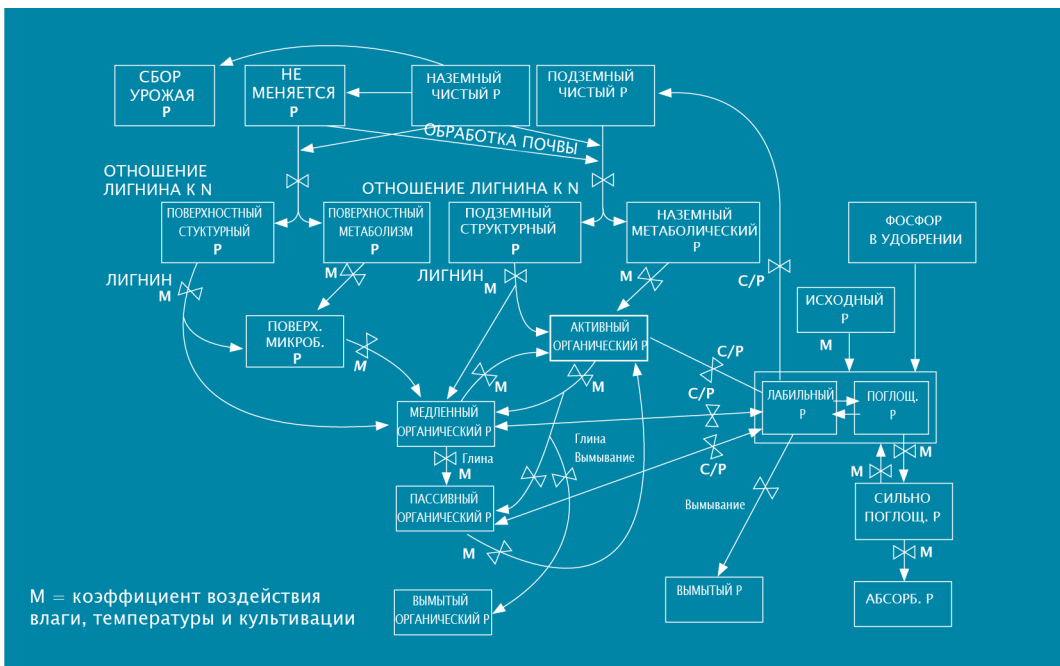 СБОР
УРОЖАЯ
Р
НЕ
МЕНЯЕТСЯ
Р
НАЗЕМНЫЙ
ЧИСТЫЙ Р
ПОДЗЕМНЫЙ
ЧИСТЫЙ Р
ОБРАБОТКА ПОЧВЫ
ОТНОШЕНИЕ
ЛИГНИНА К N
ОТНОШЕНИЕ ЛИГНИНА К N
ПОВЕРХНОСТНЫЙ
СТУКТУРНЫЙ
Р
ПОВЕРХНОСТНЫЙ
МЕТАБОЛИЗМ
Р
ПОДЗЕМНЫЙ
СТРУКТУРНЫЙ
Р
НАЗЕМНЫЙ
МЕТАБОЛИЧЕСКИЙ
Р
ФОСФОР
В УДОБРЕНИИ
ЛИГНИН
М
М
ЛИГНИН
М
М
С/Р
ИСХОДНЫЙ
Р
М
ПОВЕРХ.
МИКРОБ.
Р
М
АКТИВНЫЙ
ОРГАНИЧЕСКИЙ Р
М
М
С/Р
С/Р
С/Р
ЛАБИЛЬНЫЙ
Р
ПОГЛОЩ.
Р
МЕДЛЕННЫЙ
ОРГАНИЧЕСКИЙ Р
Глина
М
Глина
Вымывание
М
М
ПАССИВНЫЙ
ОРГАНИЧЕСКИЙ Р
М
Вымывание
СИЛЬНО
ПОГЛОЩ. Р
М
ВЫМЫТЫЙ
ОРГАНИЧЕСКИЙ Р
ВЫМЫТЫЙ Р
АБСОРБ. Р
М = коэффициент воздействия
влаги, температуры и культивации